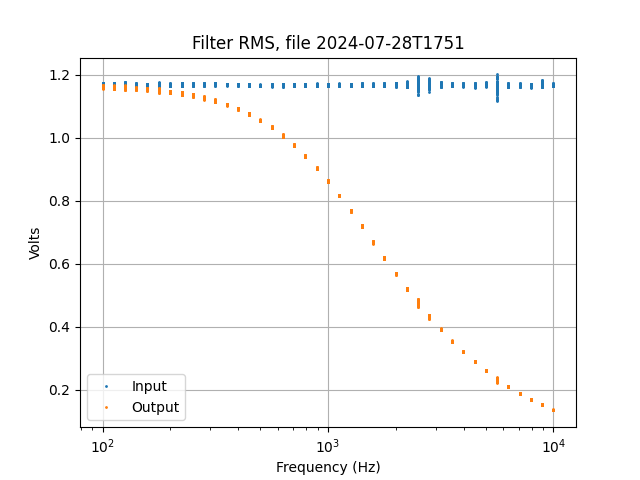 Filter RMS, file 2024-07-28T1751
1.2
1.0
0.8
0.6
0.4
0.2
Volts
Input
Output
10²
10³
10⁴
Frequency (Hz)